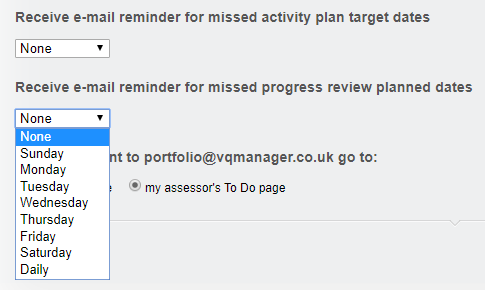 Receive e-mail reminder for missed activity plan target dates
None
Receive e-mail reminder for missed progress review planned dates
None
None
Sunday
nt to portfolio@vqmanager.co.uk go to:
Monday
Tuesday
my assessor's To Do page
Wednesday
Thursday
Friday
Saturday
Daily